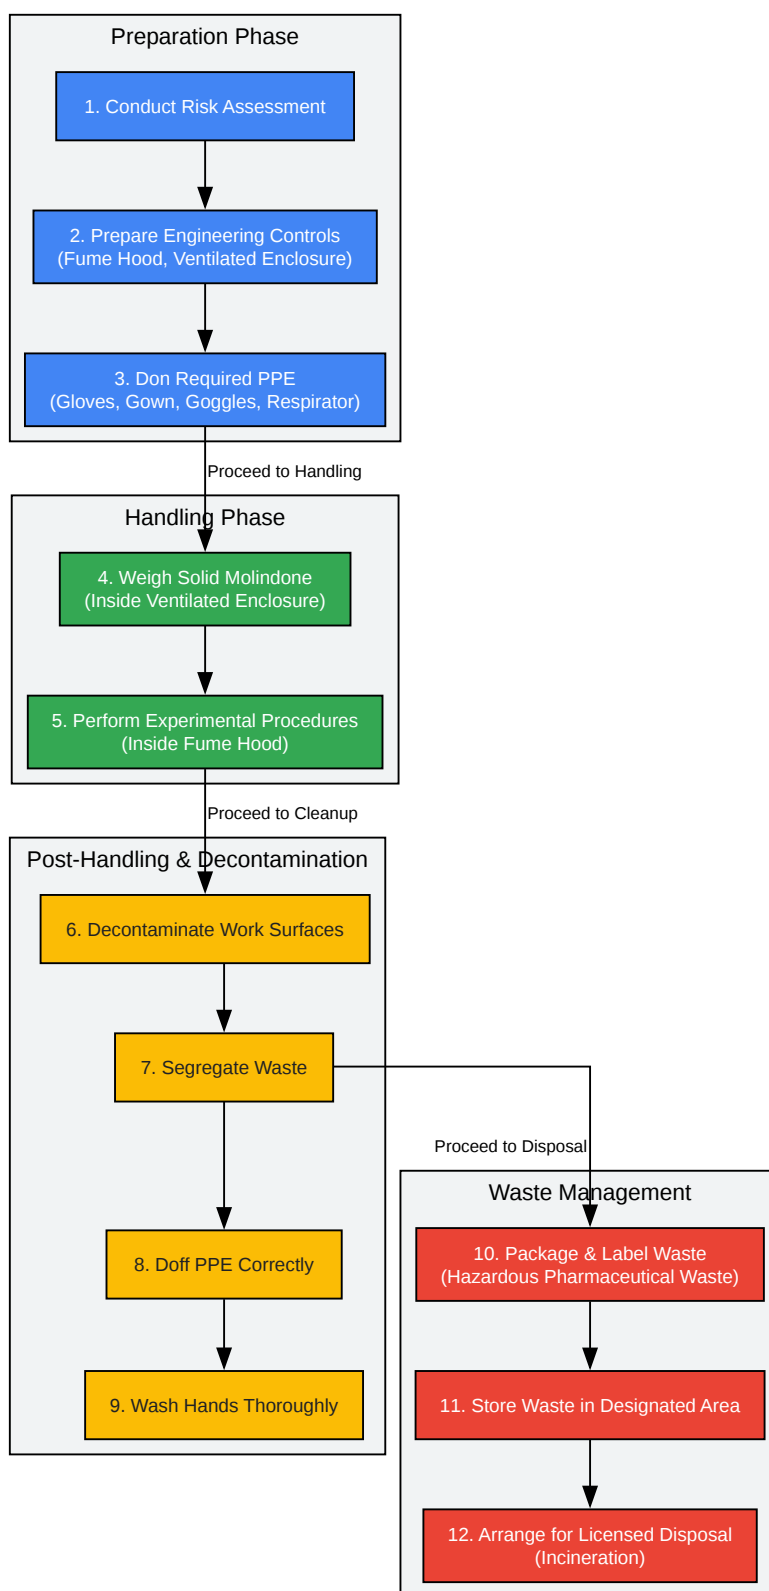 Preparation Phase
1. Conduct Risk Assessment
2. Prepare Engineering Controls
(Fume Hood, Ventilated Enclosure)
3. Don Required PPE
(Gloves, Gown, Goggles, Respirator)
Proceed to Handling
Handling Phase
4. Weigh Solid Molindone
(Inside Ventilated Enclosure)
5. Perform Experimental Procedures
(Inside Fume Hood)
Proceed to Cleanup
Post-Handling & Decontamination
6. Decontaminate Work Surfaces
7. Segregate Waste
8. Doff PPE Correctly
9. Wash Hands Thoroughly
Proceed to Disposal
Waste Management
10. Package & Label Waste
(Hazardous Pharmaceutical Waste)
11. Store Waste in Designated Area
12. Arrange for Licensed Disposal
(Incineration)